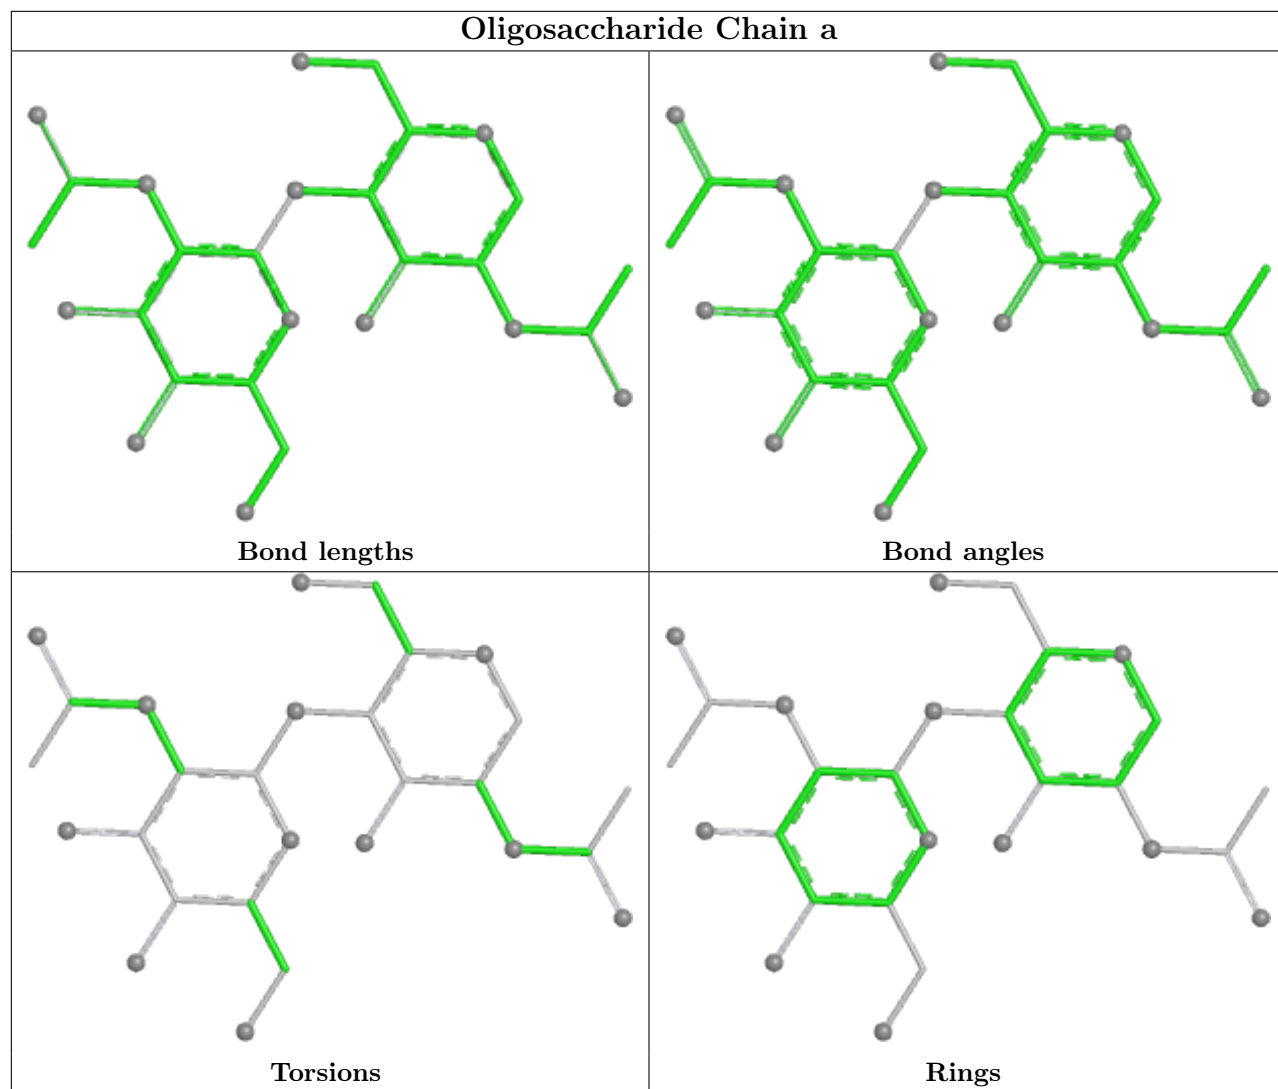 Oligosaccharide Chain a
Bond lengths
Bond angles
Torsions
Rings